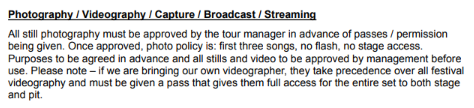 Photography / Videography / Capture / Broadcast / Streaming
All still photography must be approved by the tour manager in advance of passes / permission
being given. Once approved, photo policy is: first three songs, no flash, no stage access.
Purposes to be agreed in advance and all stills and video to be approved by management before
use. Please note – if we are bringing our own videographer, they take precedence over all festival
videography and must be given a pass that gives them full access for the entire set to both stage
and pit.